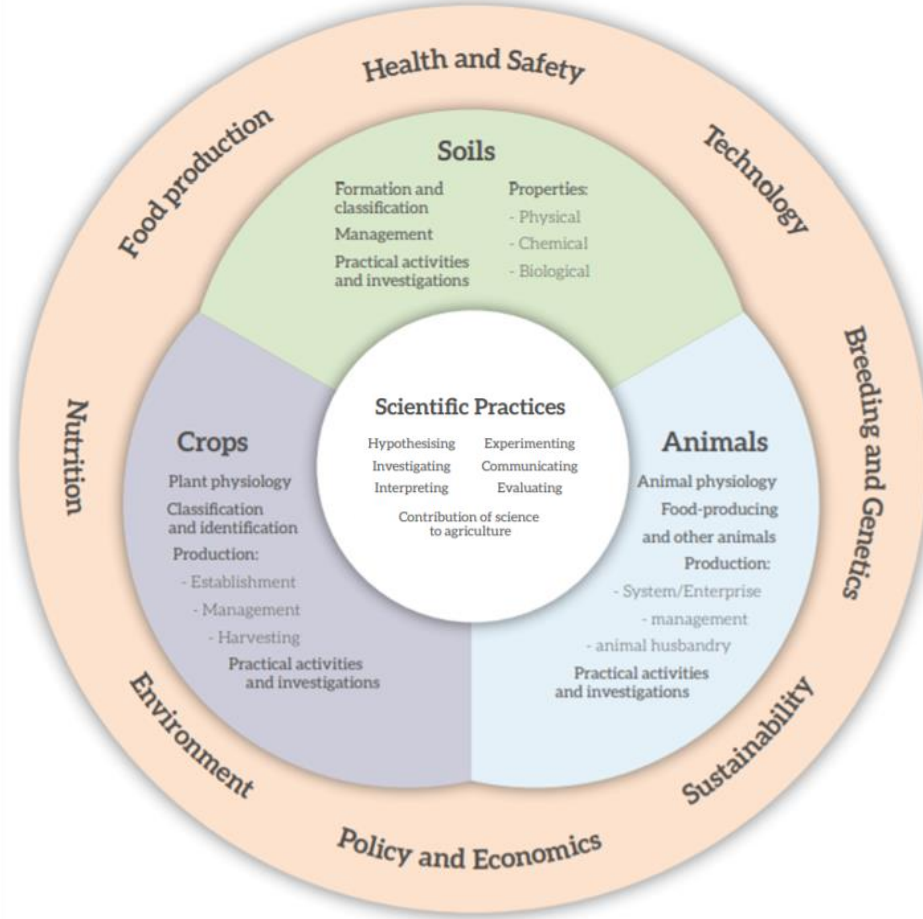 Health and Safety
Food production
Technology
Nutrition
Breeding and Genetics
Environment
Sustainability
Policy and Economics
Soils
Formation and
classification
Management
Practical activities
and investigations
Properties:
- Physical
- Chemical
- Biological
Scientific Practices
Hypothesising
Experimenting
Investigating
Communicating
Interpreting
Evaluating
Contribution of science
to agriculture
Crops
Plant physiology
Classification
and identification
Production:
- Establishment
- Management
- Harvesting
Practical activities
and investigations
Animals
Animal physiology
Food-producing
and other animals
Production:
- System/Enterprise
- management
- animal husbandry
Practical activities
and investigations